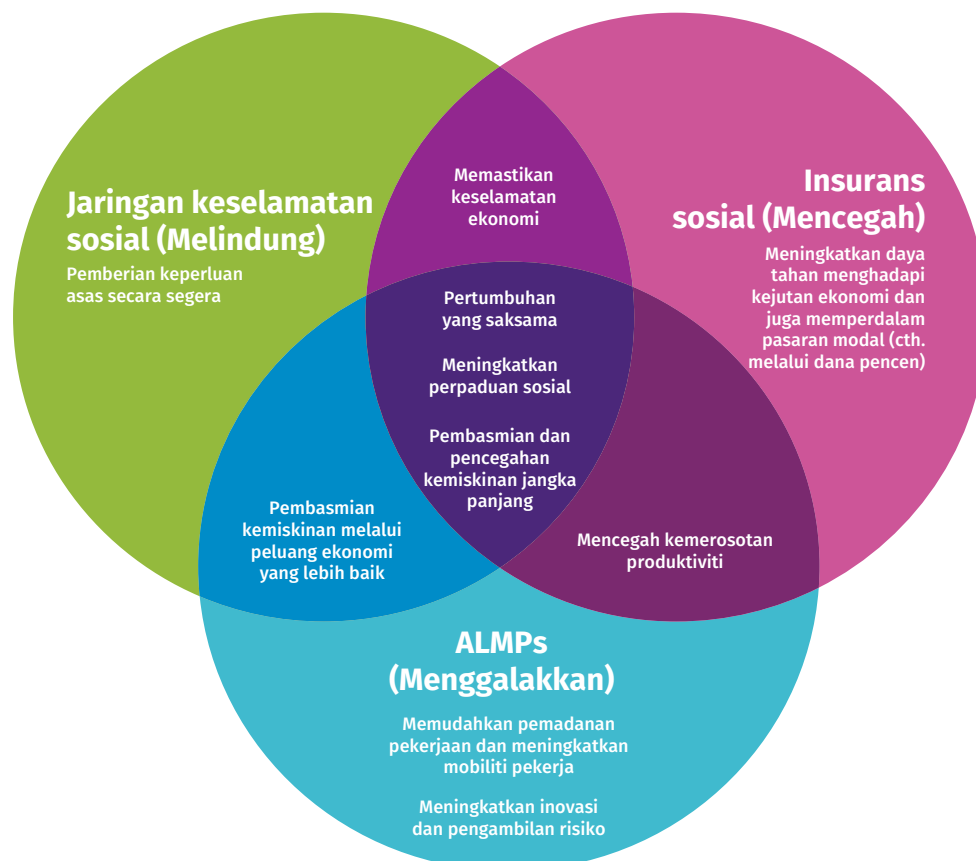 Memastikan
keselamatan
ekonomi
Jaringan keselamatan
sosial (Melindung)
Pemberian keperluan
asas secara segera
Insurans
sosial (Mencegah)
Meningkatkan daya
tahan menghadapi
kejutan ekonomi dan
juga memperdalam
pasaran modal (cth.
melalui dana pencen)
Pertumbuhan
yang saksama
Meningkatkan
perpaduan sosial
Pembasmian dan
pencegahan
kemiskinan jangka
panjang
Pembasmian
kemiskinan melalui
peluang ekonomi
yang lebih baik
Mencegah kemerosotan
produktiviti
ALMPs
(Menggalakkan)
Memudahkan pemadanan
pekerjaan dan meningkatkan
mobiliti pekerja
Meningkatkan inovasi
dan pengambilan risiko